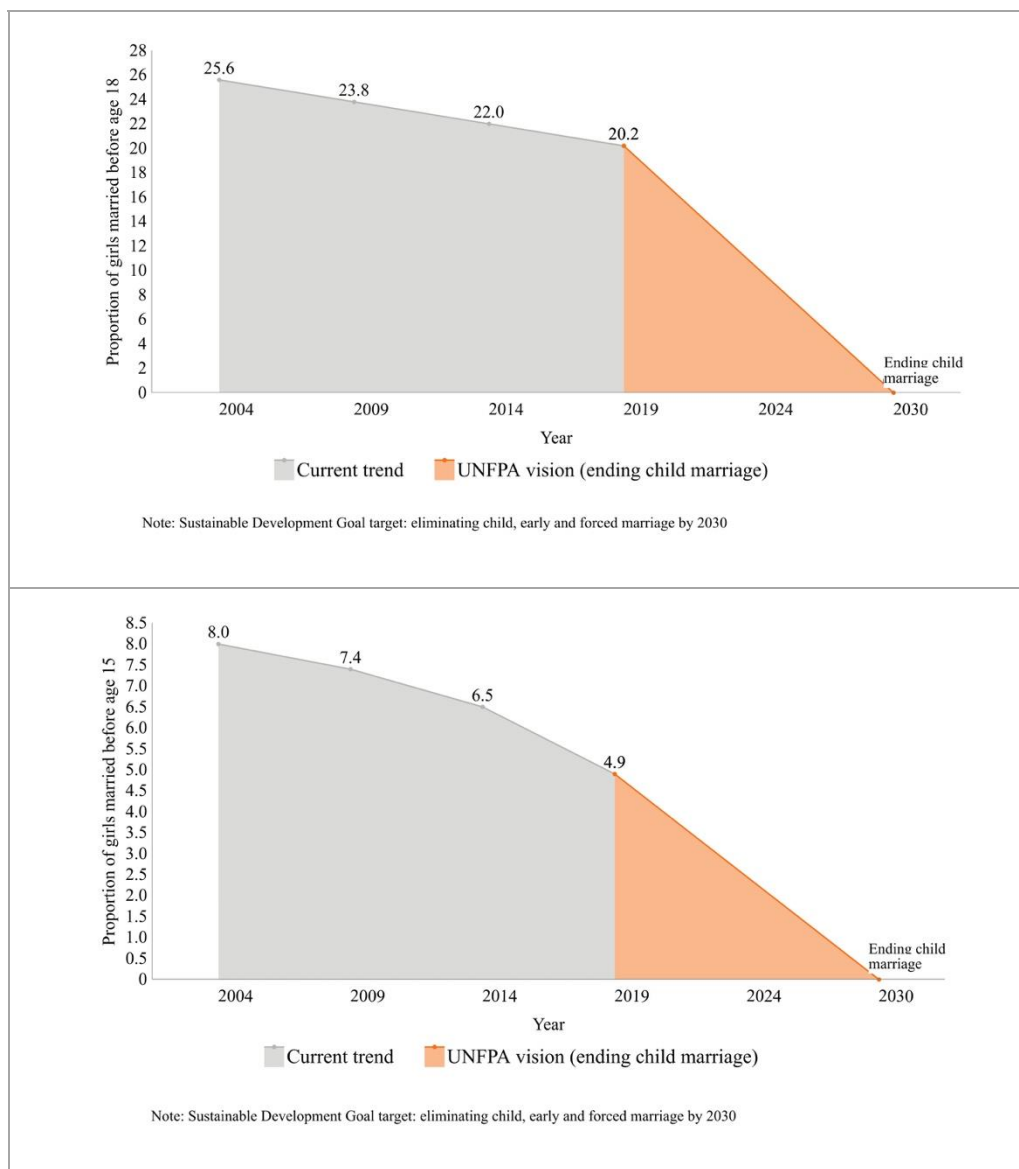 Proportion of girls married before age 18
28
26
24
22
20
18
16
14
12
10
8
6
4
2
0
25.6
23.8
22.0
20.2
Ending child
marriage
2004 2009 2014 2019 2024 2030
Year
Current trend UNFPA vision (ending child marriage)
Note: Sustainable Development Goal target: eliminating child, early and forced marriage by 2030
Proportion of girls married before age 15
8.5
8.0
7.5
7.0
6.5
6.0
5.5
5.0
4.5
4.0
3.5
3.0
2.5
2.0
1.5
1.0
0.5
0
8.0
7.4
6.5
4.9
Ending child
marriage
2004 2009 2014 2019 2024 2030
Year
Current trend UNFPA vision (ending child marriage)
Note: Sustainable Development Goal target: eliminating child, early and forced marriage by 2030